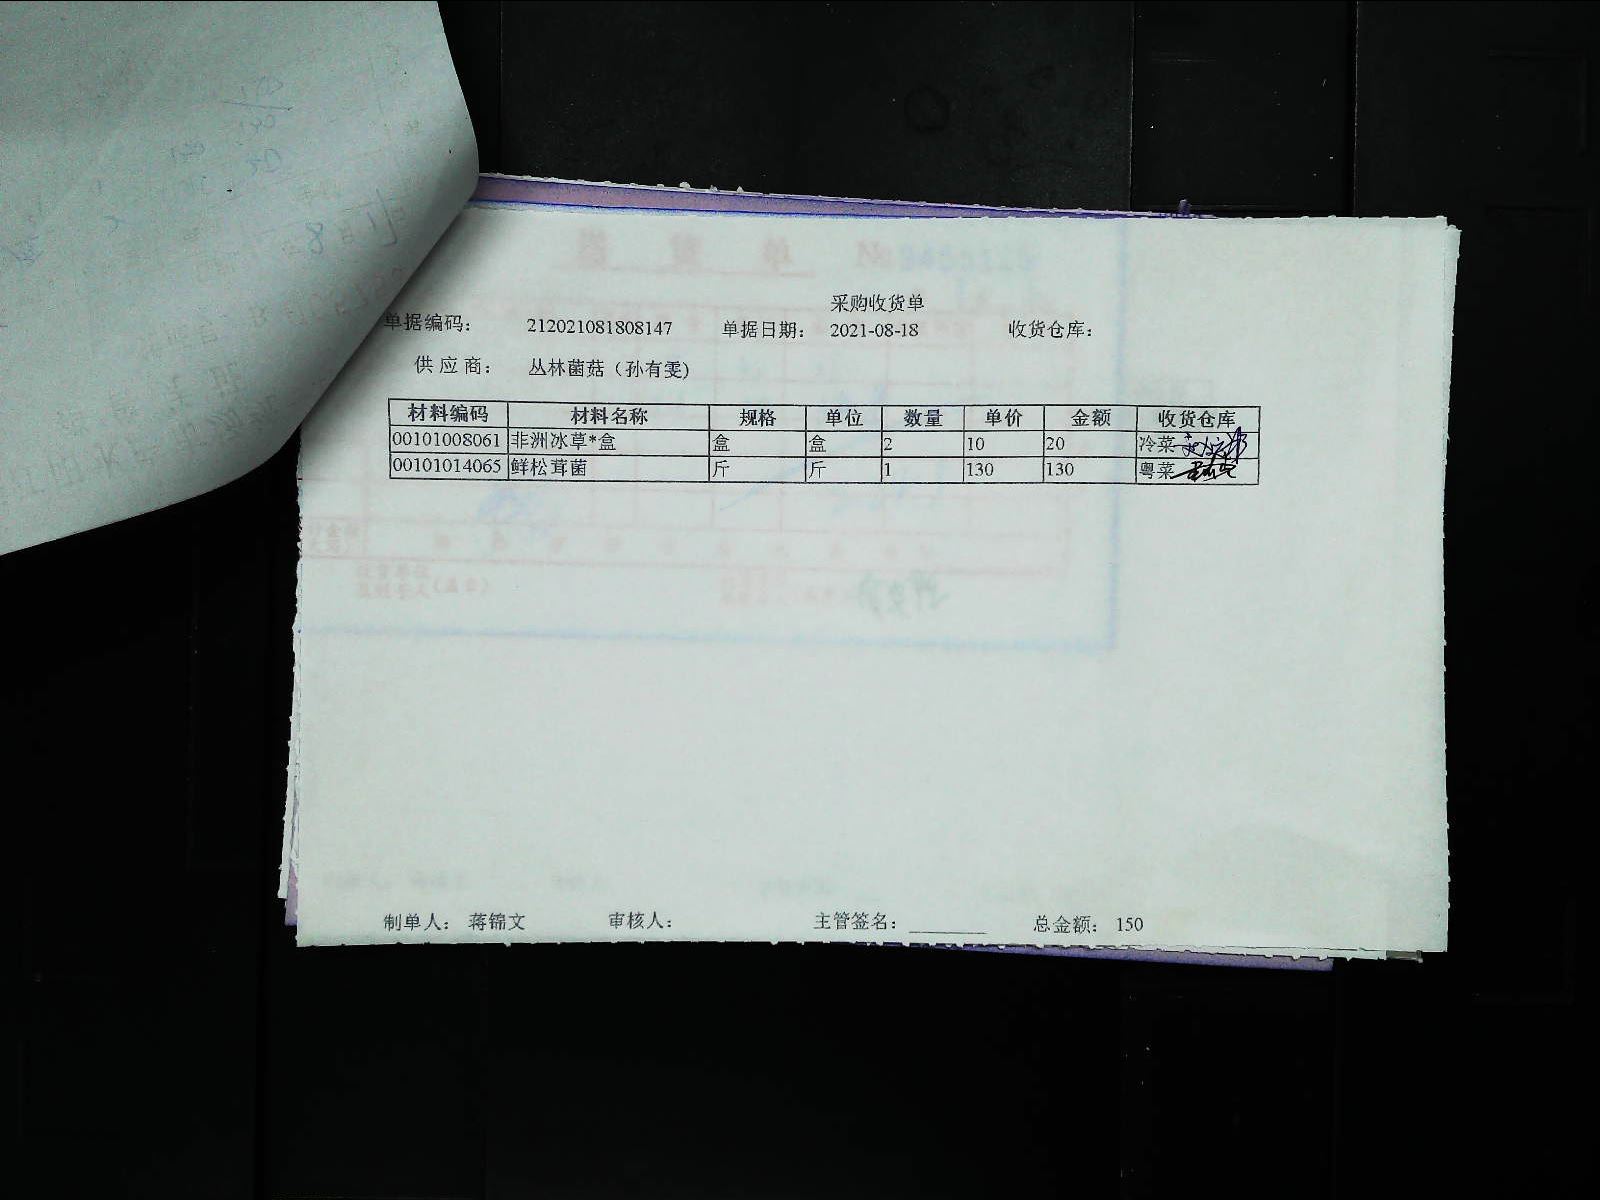 采购收货单
单据编码： 212021081808147 单据日期： 2021-08-18 收货仓库：
供应商： 丛林菌菇（孙有雯）
材料编码 材料名称 规格 单位 数量 单价 金额 收货仓库
00101008061 非洲冰草*盒 盒 盒 2 10 20 冷菜
00101014065 鲜松茸菌 斤 斤 1 130 130 粤菜
制单人： 蒋锦文 审核人： 主管签名： 总金额： 150